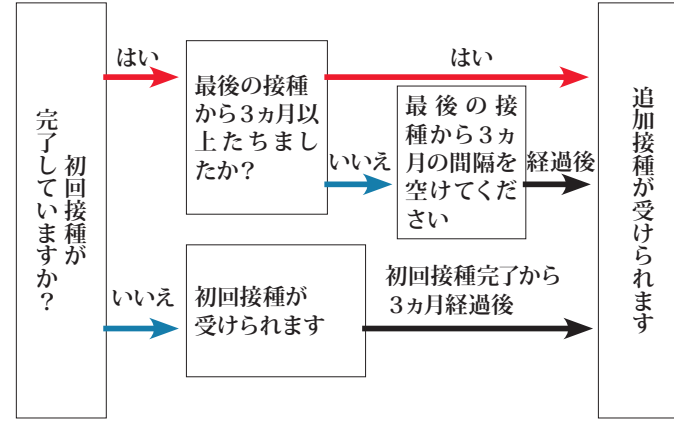 初回接種が
完了していますか？
はい
最後の接種
から３ヵ月以
上たちまし
たか？
はい
いいえ
最後の接
種から３ヵ
月の間隔を
空けてくだ
さい
経過後
いいえ
初回接種が
受けられます
初回接種完了から
３ヵ月経過後
追加接種が受けられます